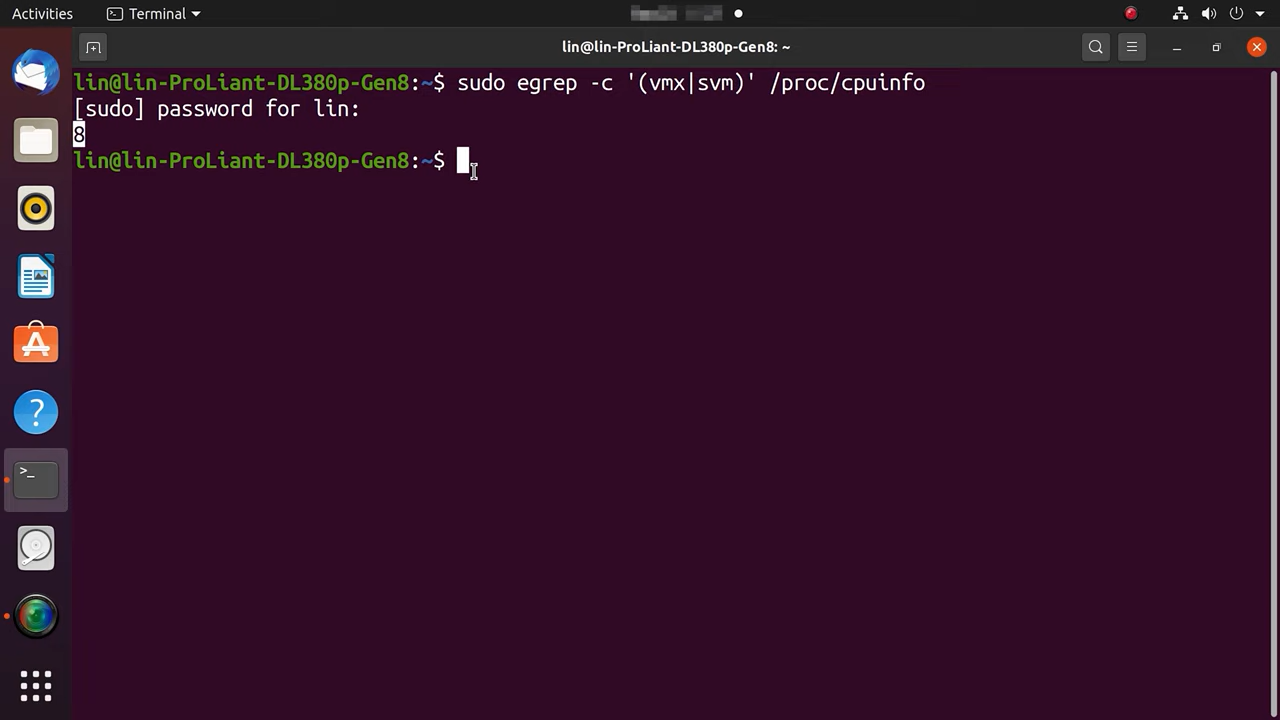 Activities
Terminal
lin@lin-ProLiant-DL380p-Gen8: ~
lin@lin-ProLiant-DL380p-Gen8:~$ sudo egrep -c '(vmx|svm)' /proc/cpuinfo
[sudo] password for lin:
8
lin@lin-ProLiant-DL380p-Gen8:~$